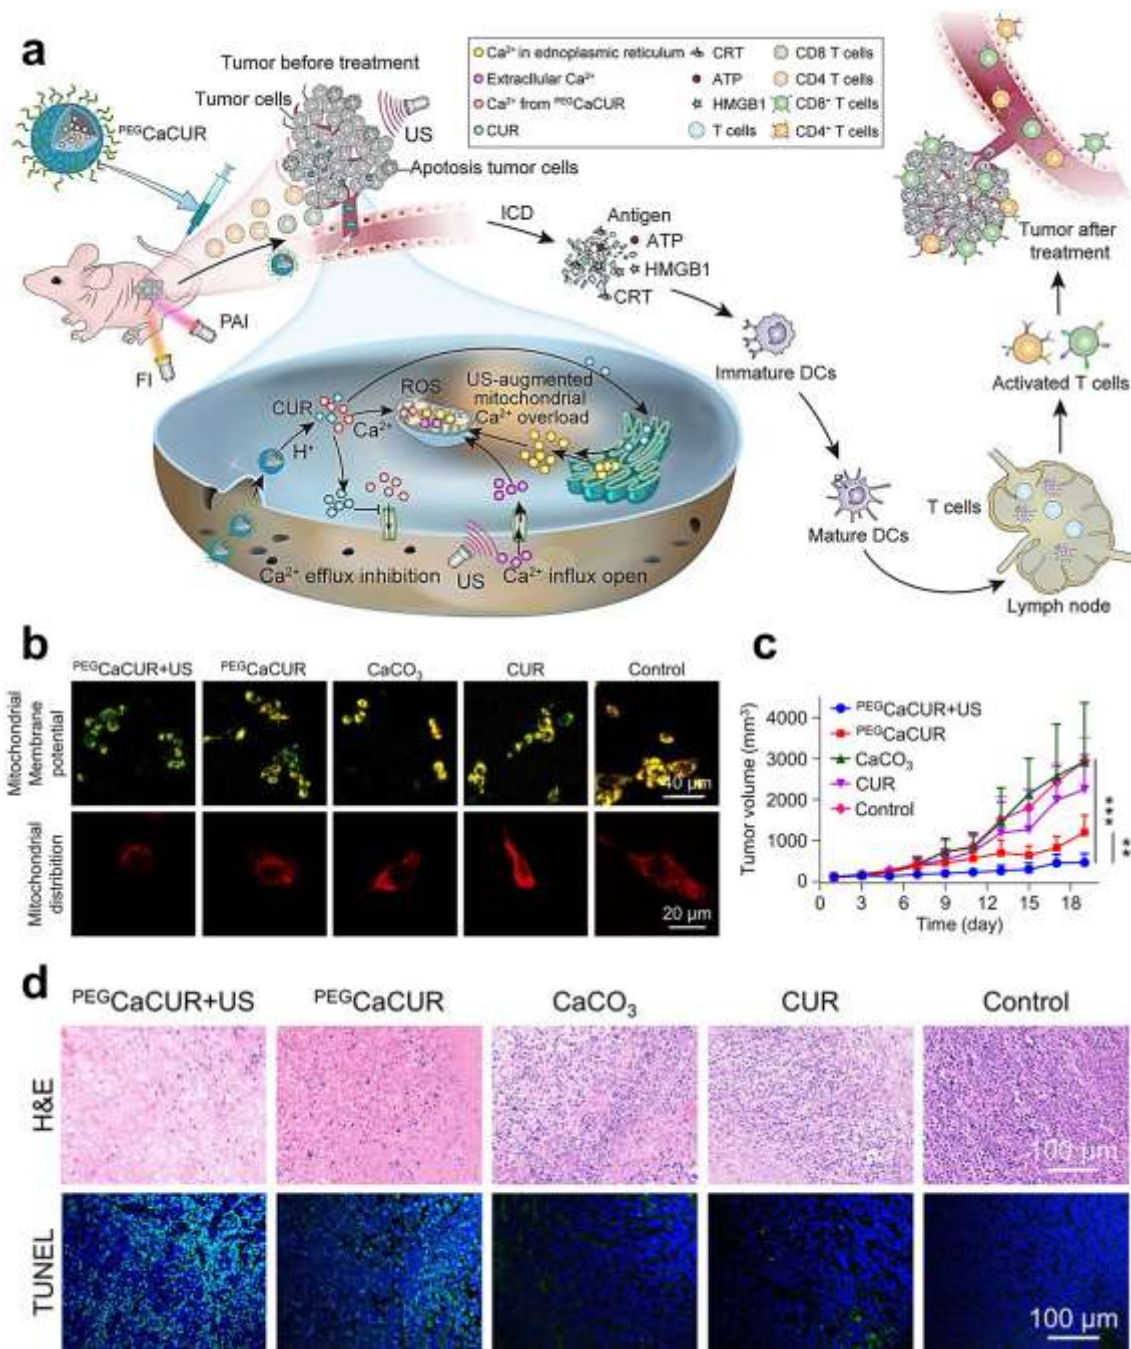 a
Tumor before treatment
Tumor cells
US
PEGCaCUR
Apotosis tumor cells
Ca²⁺ in ednoplasmic reticulum
Extracllular Ca²⁺
Ca²⁺ from PEGCaCUR
CUR
CRT
ATP
HMGB1
T cells
CD8 T cells
CD4 T cells
CD8⁺ T cells
CD4⁺ T cells
ICD
Antigen
ATP
HMGB1
CRT
Tumor after
treatment
PAI
FI
Immature DCs
Activated T cells
ROS
US-augmented
mitochondrial
Ca²⁺ overload
CUR
Ca²⁺
H⁺
T cells
Mature DCs
Ca²⁺ efflux inhibition
US
Ca²⁺ influx open
Lymph node
b
PEGCaCUR+US
PEGCaCUR
CaCO₃
CUR
Control
Mitochondrial
Membrane
potential
40 μm
Mitochondrial
distribition
20 μm
c
PEGCaCUR+US
PEGCaCUR
CaCO₃
CUR
Control
Tumor volume (mm³)
4000
3000
2000
1000
0
0 3 6 9 12 15 18
Time (day)
***
**
d
PEGCaCUR+US
PEGCaCUR
CaCO₃
CUR
Control
H&E
100 μm
TUNEL
100 μm